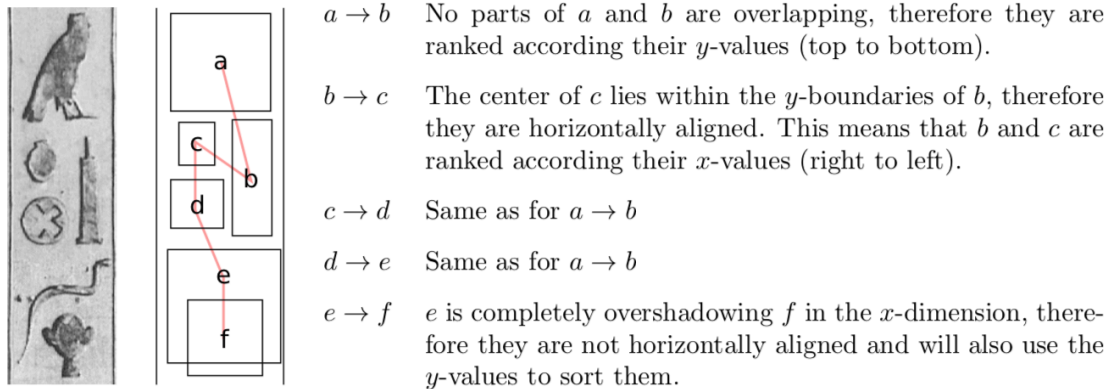 a
c
b
d
e
f
a → b No parts of a and b are overlapping, therefore they are
ranked according their y-values (top to bottom).
b → c The center of c lies within the y-boundaries of b, therefore
they are horizontally aligned. This means that b and c are
ranked according their x-values (right to left).
c → d Same as for a → b
d → e Same as for a → b
e → f e is completely overshadowing f in the x-dimension, there-
fore they are not horizontally aligned and will also use the
y-values to sort them.